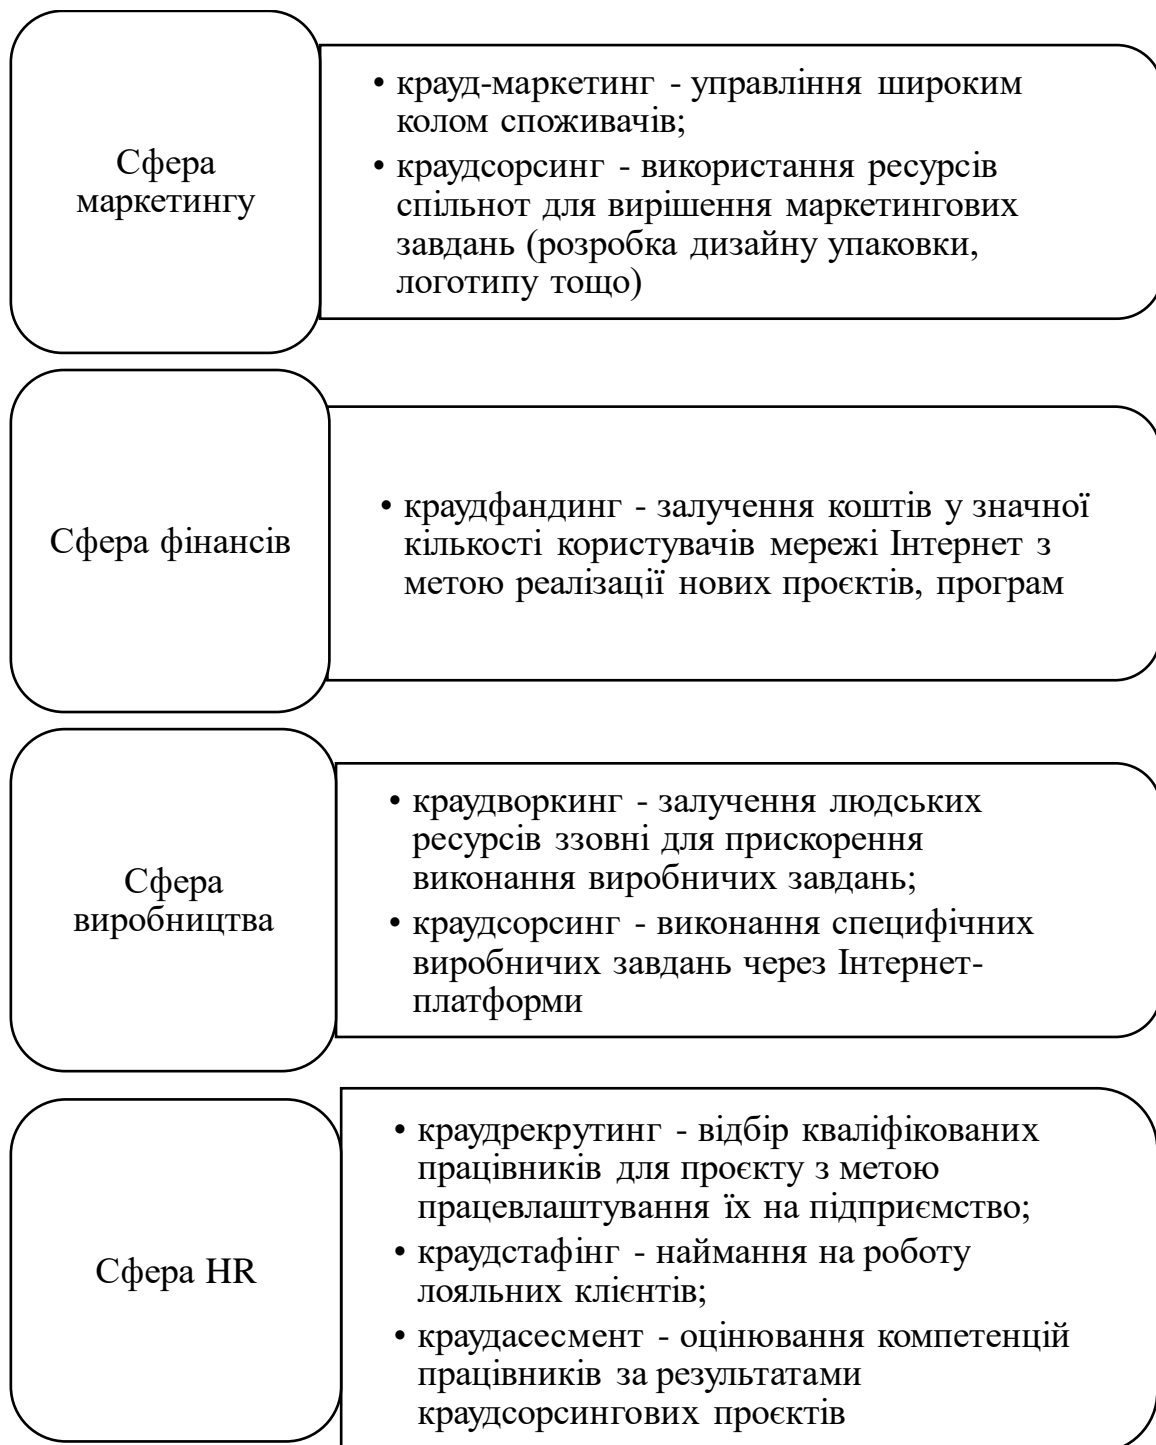 Сфера
маркетингу
• крауд-маркетинг - управління широким
колом споживачів;
• краудсорсинг - використання ресурсів
спільнот для вирішення маркетингових
завдань (розробка дизайну упаковки,
логотипу тощо)
Сфера фінансів
• краудфандинг - залучення коштів у значної
кількості користувачів мережі Інтернет з
метою реалізації нових проєктів, програм
Сфера
виробництва
• краудворкинг - залучення людських
ресурсів ззовні для прискорення
виконання виробничих завдань;
• краудсорсинг - виконання специфічних
виробничих завдань через Інтернет-
платформи
Сфера HR
• краудрекрутинг - відбір кваліфікованих
працівників для проєкту з метою
працевлаштування їх на підприємство;
• краудстафінг - наймання на роботу
лояльних клієнтів;
• краудасесмент - оцінювання компетенцій
працівників за результатами
краудсорсингових проєктів